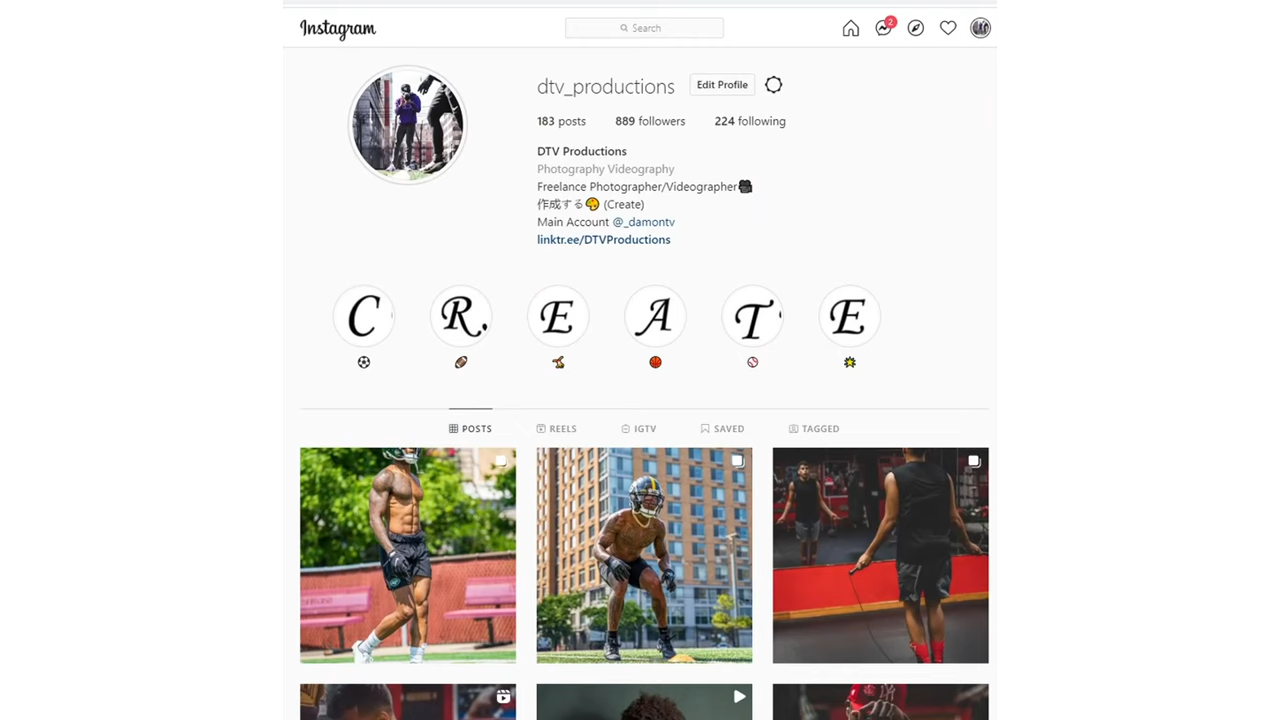 Instagram
Search
2
dtv_productions
Edit Profile
183 posts 889 followers 224 following
DTV Productions
Photography Videography
Freelance Photographer/Videographer🎥
作成する (Create)
Main Account @_damontv
linktr.ee/DTVProductions
C R. E A T E
POSTS REELS IGTV SAVED TAGGED